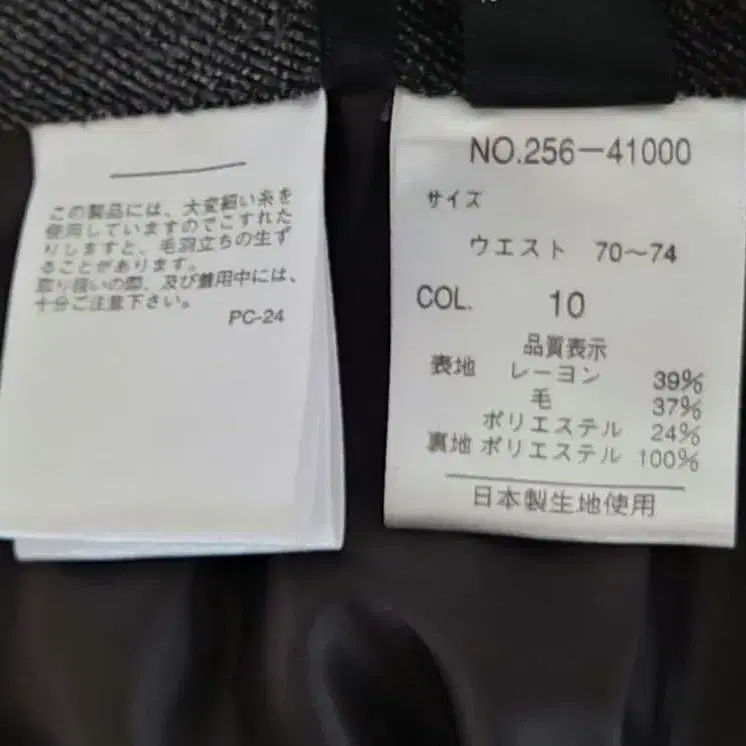 この製品には、大変細い糸を
使用していますのでこすれた
りしますと、毛羽立ちの生ず
ることがあります。
取り扱いの際、及び着用中には、
十分ご注意下さい。
PC-24
NO.256-41000
サイズ
ウエスト 70~74
COL. 10
品質表示
表地 レーヨン 39%
毛 37%
ポリエステル 24%
裏地 ポリエステル 100%
日本製生地使用